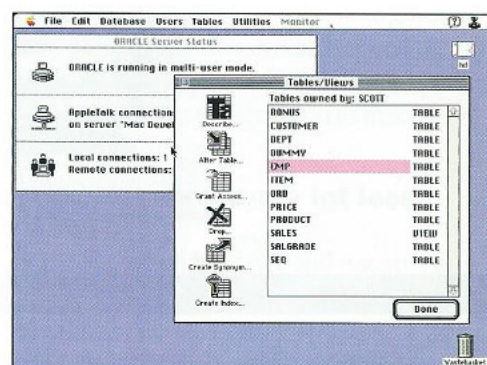 File Edit Database Users Tables Utilities Monitor
ORACLE Server Status
ORACLE is running in multi-user mode.
AppleTalk connection
on server "Mac Devel
Local connections: 1
Remote connections:
hd
Tables/Views
Describe...
Alter Table...
Grant Access...
Drop...
Create Synonym...
Create Index...
Tables owned by: SCOTT
BONUS TABLE
CUSTOMER TABLE
DEPT TABLE
DUMMY TABLE
EMP TABLE
ITEM TABLE
ORD TABLE
PRICE TABLE
PRODUCT TABLE
SALES VIEW
SALGRADE TABLE
SEQ TABLE
Done
Wastebasket